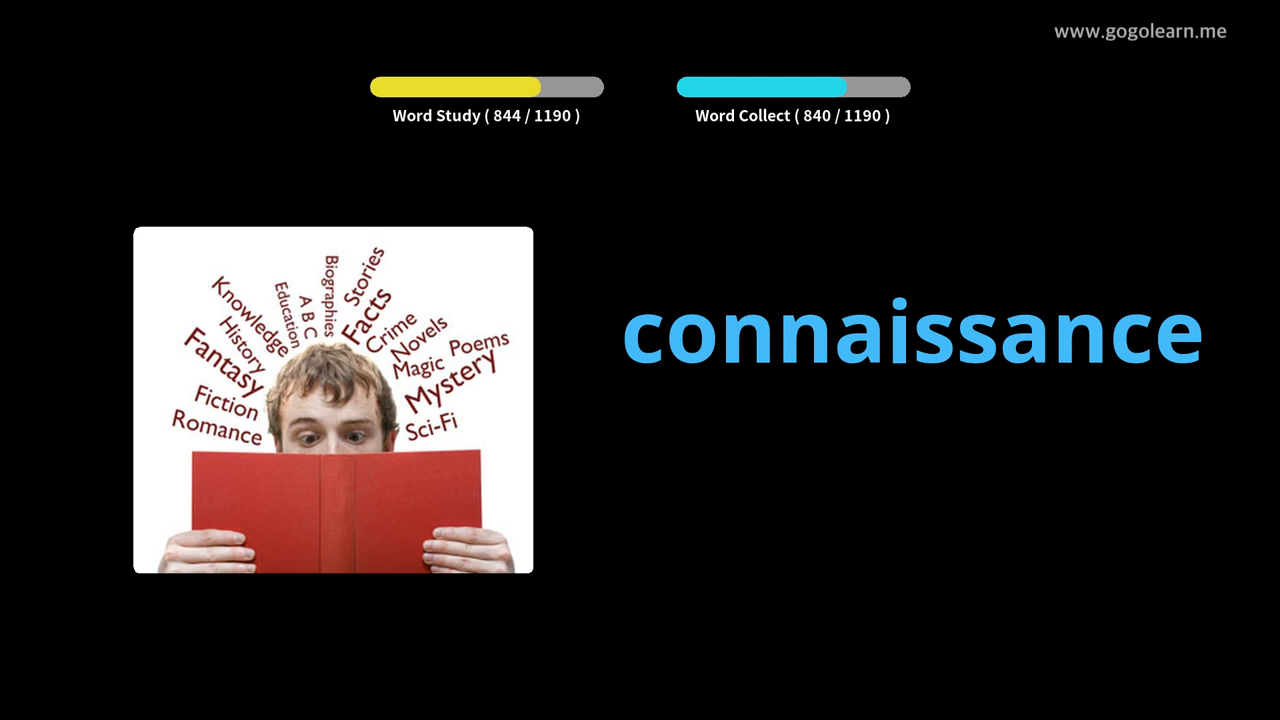 www.gogolearn.me
Word Study ( 844 / 1190 )
Word Collect ( 840 / 1190 )
connaissance
Biographies
Stories
Education
A B C
Facts
Knowledge
Crime
History
Novels
Fantasy
Magic
Poems
Mystery
Fiction
Romance
Sci-Fi